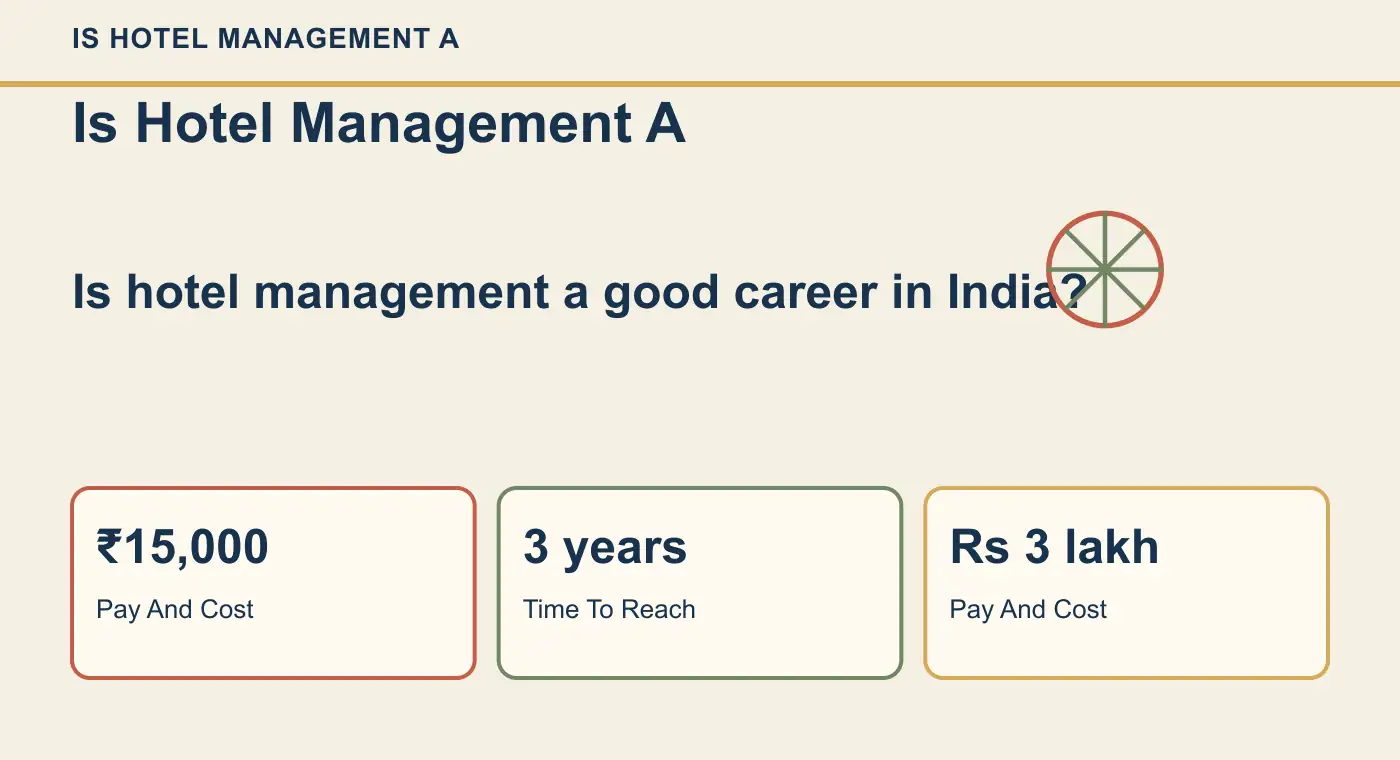 IS HOTEL MANAGEMENT A
Is Hotel Management A
Is hotel management a good career in India?
₹15,000
Pay And Cost
3 years
Time To Reach
Rs 3 lakh
Pay And Cost